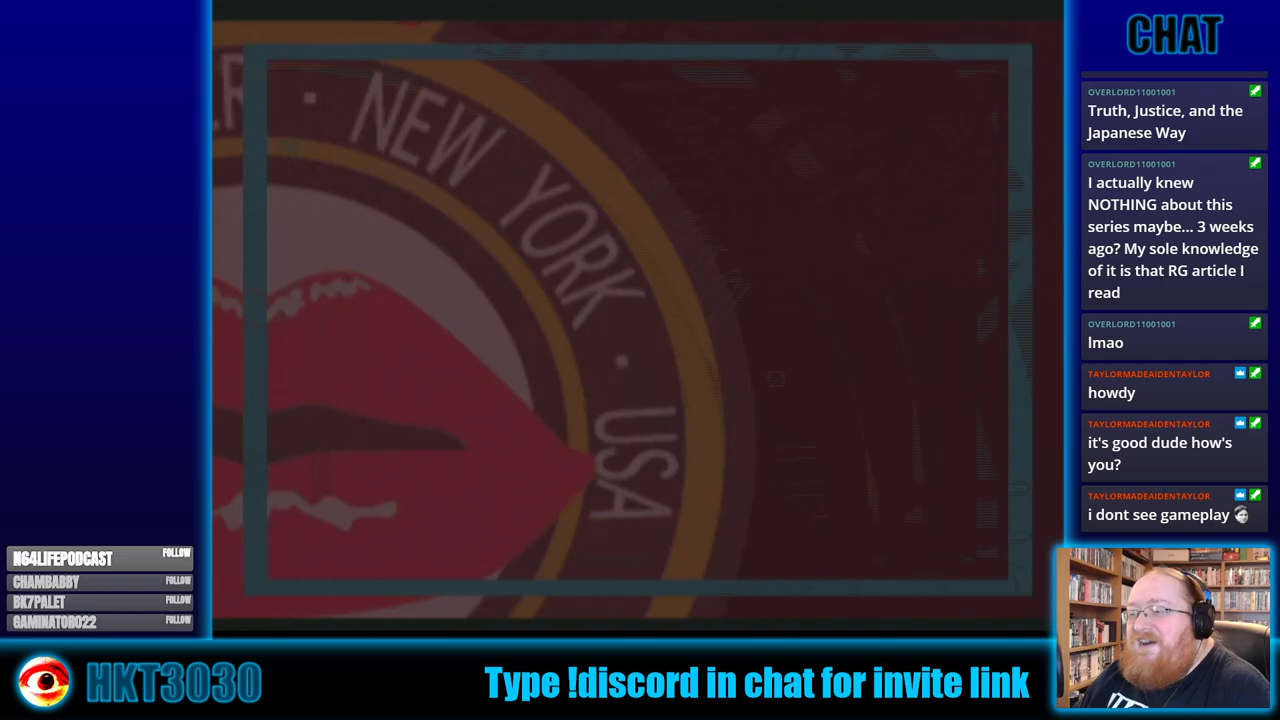 CHAT
OVERLORD11001001
Truth, Justice, and the
Japanese Way
OVERLORD11001001
I actually knew
NOTHING about this
series maybe... 3 weeks
ago? My sole knowledge
of it is that RG article I
read
OVERLORD11001001
lmao
TAYLORMADEAIDENTAYLOR
howdy
TAYLORMADEAIDENTAYLOR
it's good dude how's
you?
TAYLORMADEAIDENTAYLOR
i dont see gameplay
· NEW YORK · USA
N64LIFEPODCAST FOLLOW
CHAMBABBY FOLLOW
BK7PALET FOLLOW
GAMINATOR022 FOLLOW
HKT3030
Type !discord in chat for invite link